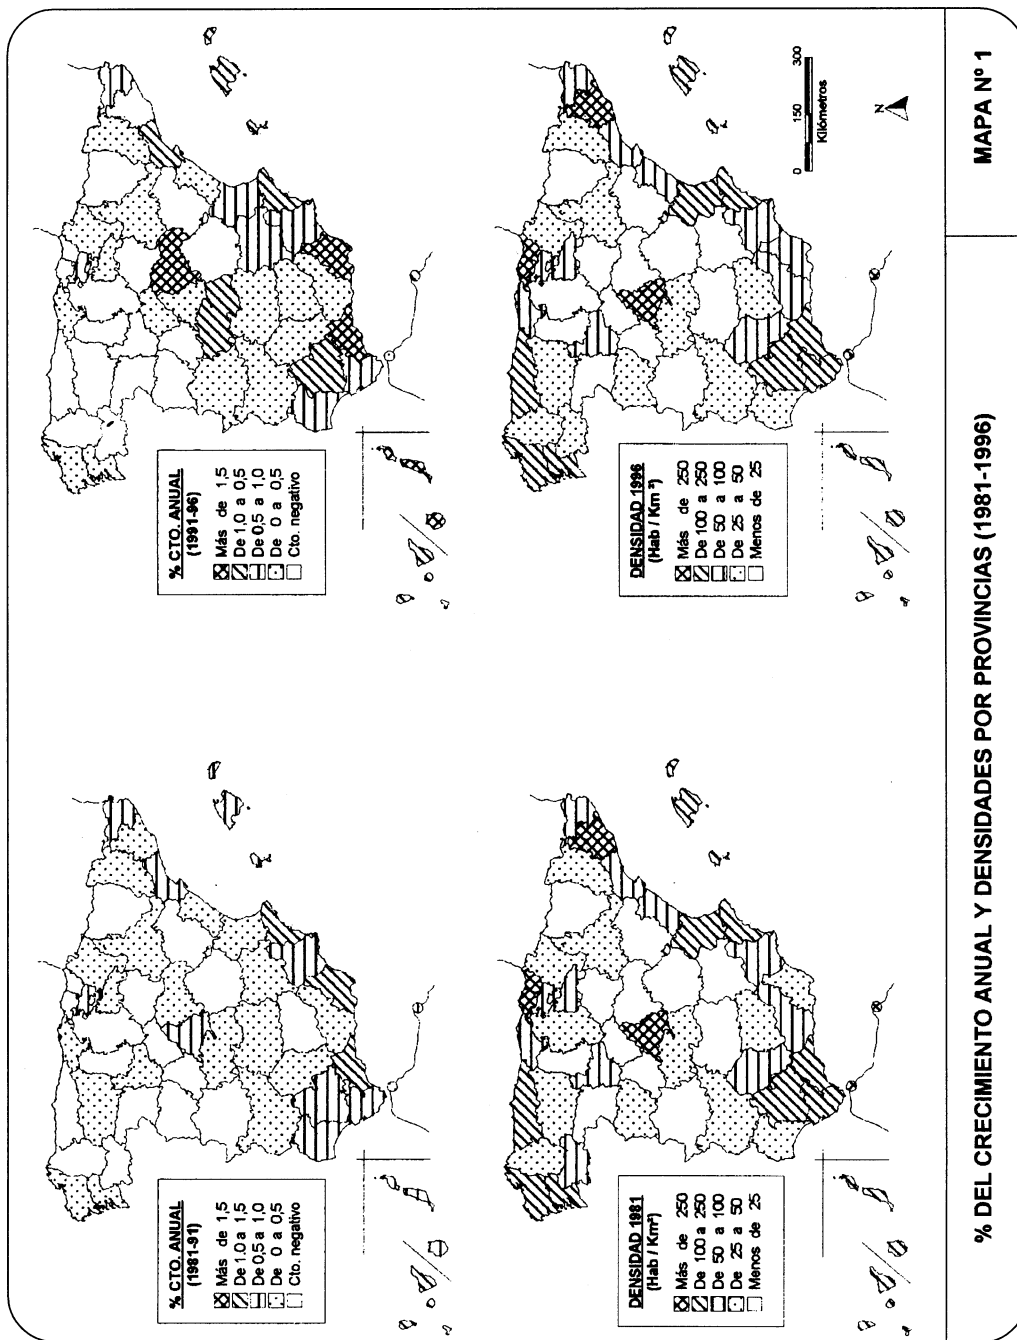 % CTO. ANUAL
(1981-91)
Más de 1,5
De 1.0 a 1,5
De 0,5 a 1,0
De 0 a 0,5
Cto. negativo
% CTO. ANUAL
(1991-96)
Más de 1,5
De 1,0 a 0,5
De 0,5 a 1,0
De 0 a 0,5
Cto. negativo
DENSIDAD 1981
(Hab / Km²)
Más de 250
De 100 a 250
De 50 a 100
De 25 a 50
Menos de 25
DENSIDAD 1996
(Hab / Km ²)
Más de 250
De 100 a 250
De 50 a 100
De 25 a 50
Menos de 25
0 150 300
Kilómetros
N
% DEL CRECIMIENTO ANUAL Y DENSIDADES POR PROVINCIAS (1981-1996)
MAPA Nº 1